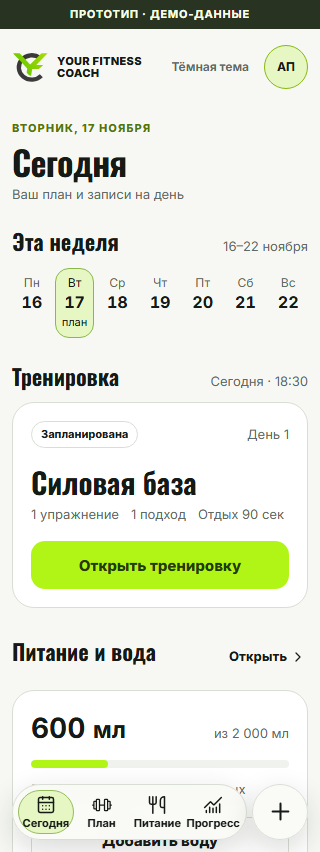 ПРОТОТИП · ДЕМО-ДАННЫЕ
YOUR FITNESS
COACH
Тёмная тема
АП
ВТОРНИК, 17 НОЯБРЯ
Сегодня
Ваш план и записи на день
Эта неделя
16–22 ноября
Пн Вт Ср Чт Пт Сб Вс
16 17 18 19 20 21 22
план
Тренировка
Сегодня · 18:30
Запланирована
День 1
Силовая база
1 упражнение 1 подход Отдых 90 сек
Открыть тренировку
Питание и вода
Открыть
600 мл
из 2 000 мл
Сегодня План Питание Прогресс
Добавить воду